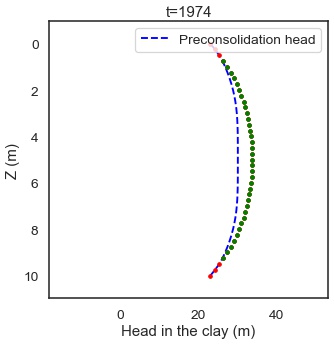 t=1974
Preconsolidation head
0
2
4
6
8
10
Z (m)
0
20
40
Head in the clay (m)